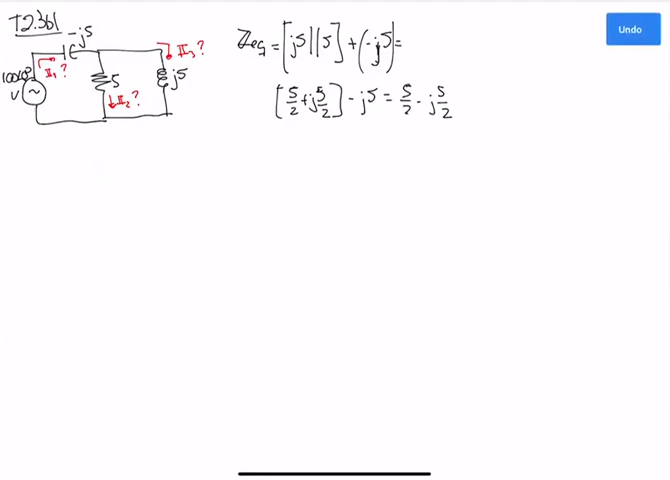 T2.3b1
-j5
100∠0°
V
𝕀₁?
5
𝕀₂?
j5
𝕀₃?
ℤeq = [j5 || 5] + (-j5) =
[5/2 + j5/2] - j5 = 5/2 - j5/2
Undo